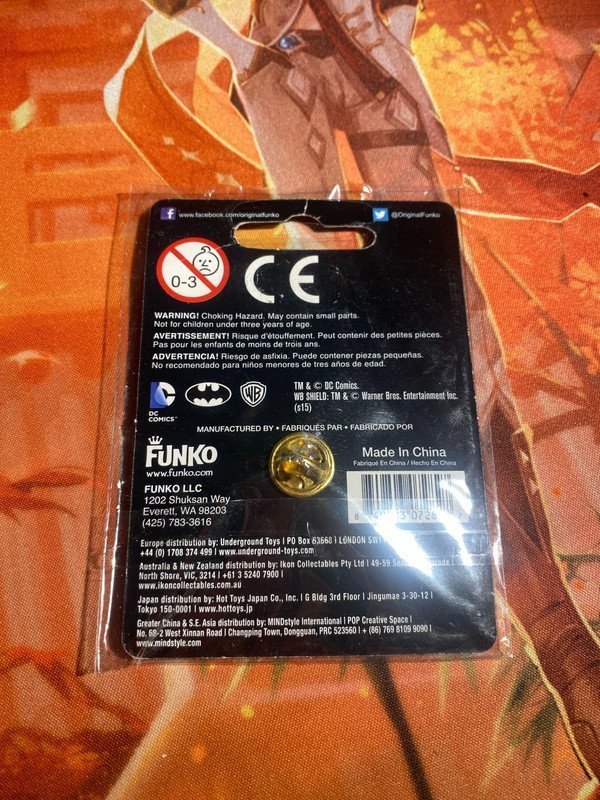 www.facebook.com/originalfunko
@OriginalFunko
0-3
CE
WARNING! Choking Hazard. May contain small parts.
Not for children under three years of age.
AVERTISSEMENT! Risque d'étouffement. Peut contenir des petites pièces.
Pas pour les enfants de moins de trois ans.
ADVERTENCIA! Riesgo de asfixia. Puede contener piezas pequeñas.
No recomendado para niños menores de tres años de edad.
DC
COMICS
WB
TM & © DC Comics.
WB SHIELD: TM & © Warner Bros. Entertainment Inc.
(s15)
MANUFACTURED BY • FABRIQUÉS PAR • FABRICADO POR
FUNKO
www.funko.com
Made In China
Fabriqué En China / Hecho En China
FUNKO LLC
1202 Shuksan Way
Everett, WA 98203
(425) 783-3616
Europe distribution by: Underground Toys | PO Box 63668 | LONDON
+44 (0) 1708 374 499 | www.underground-toys.com
Australia & New Zealand distribution by: Ikon Collectables Pty Ltd | 49-59
North Shore, VIC, 3214 | +61 3 5240 7900 |
www.ikoncollectables.com.au
Japan distribution by: Hot Toys Japan Co., Inc. | G Bldg 3rd Floor | Jingumae 3-30-12 |
Tokyo 150-0001 | www.hottoys.jp
Greater China & S.E. Asia distribution by: MINDstyle International | POP Creative Space |
No. 68-2 West Xinnan Road | Changping Town, Dongguan, PRC 523560 | + (86) 769 8109 9090 |
www.mindstyle.com